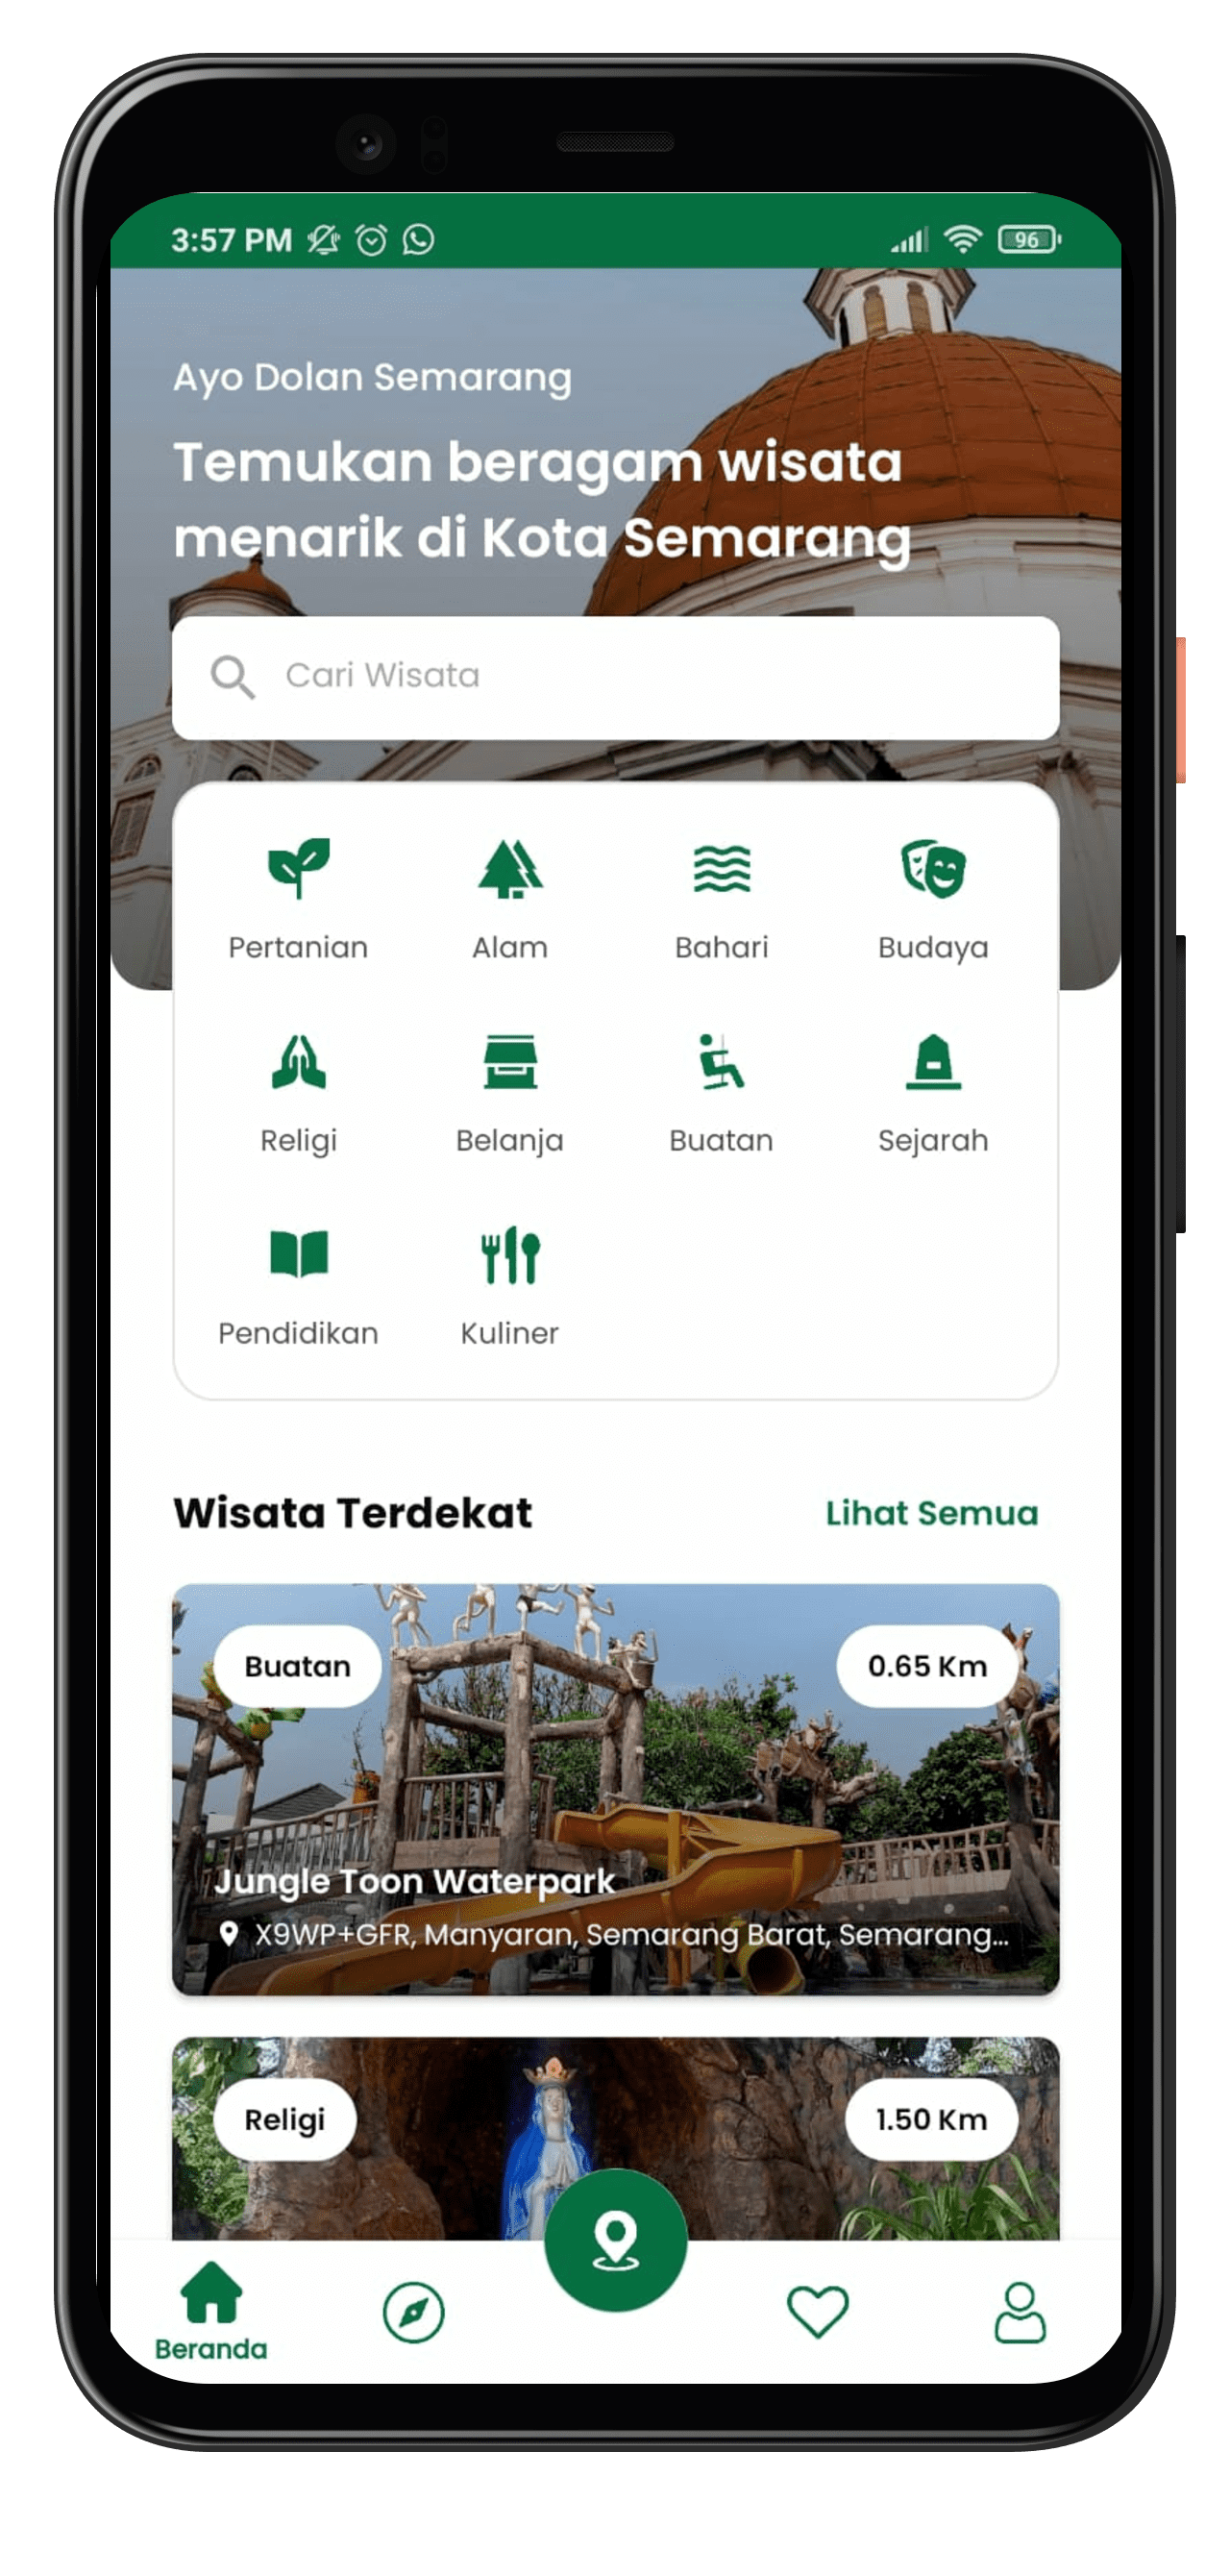 3:57 PM
96
Ayo Dolan Semarang
Temukan beragam wisata
menarik di Kota Semarang
Cari Wisata
Pertanian Alam Bahari Budaya
Religi Belanja Buatan Sejarah
Pendidikan Kuliner
Wisata Terdekat Lihat Semua
Buatan 0.65 Km
Jungle Toon Waterpark
X9WP+GFR, Manyaran, Semarang Barat, Semarang...
Religi 1.50 Km
Beranda